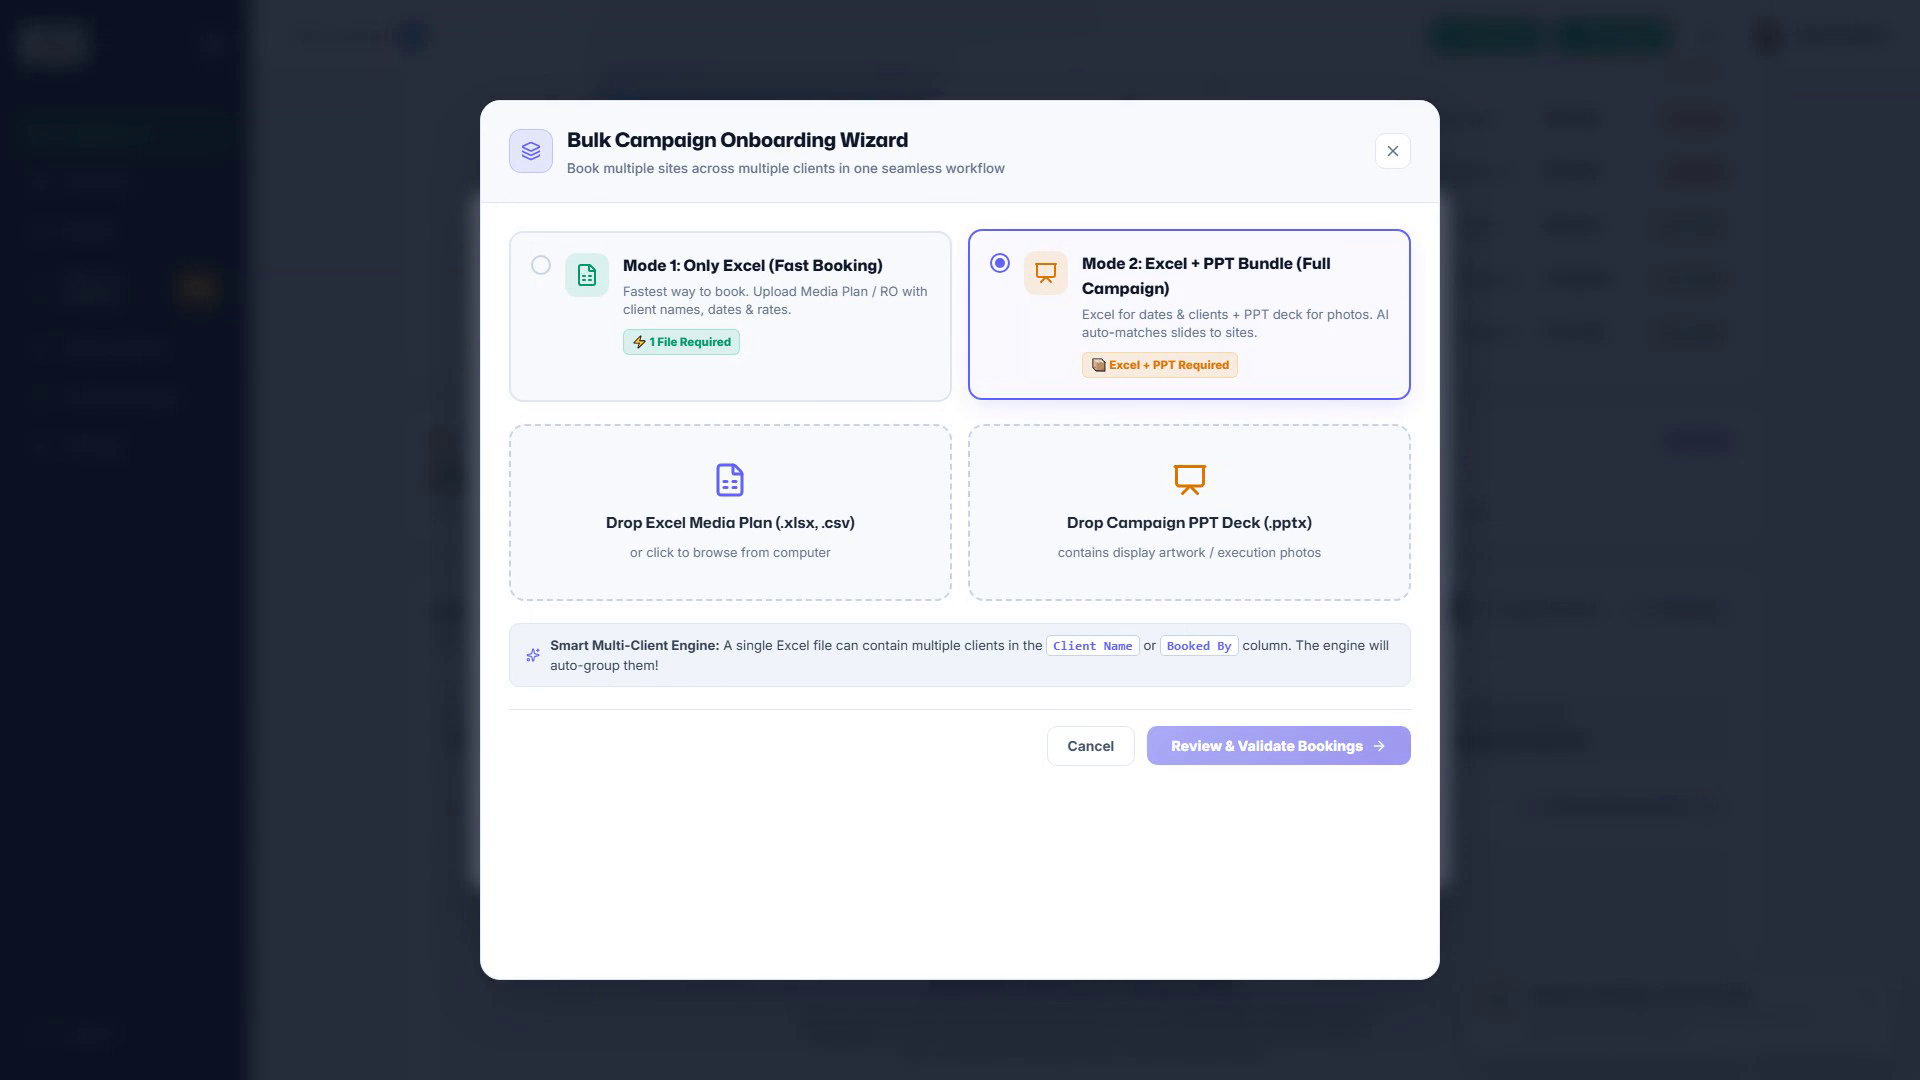 Bulk Campaign Onboarding Wizard
Book multiple sites across multiple clients in one seamless workflow
Mode 1: Only Excel (Fast Booking)
Fastest way to book. Upload Media Plan / RO with
client names, dates & rates.
⚡ 1 File Required
Mode 2: Excel + PPT Bundle (Full
Campaign)
Excel for dates & clients + PPT deck for photos. AI
auto-matches slides to sites.
Excel + PPT Required
Drop Excel Media Plan (.xlsx, .csv)
or click to browse from computer
Drop Campaign PPT Deck (.pptx)
contains display artwork / execution photos
Smart Multi-Client Engine: A single Excel file can contain multiple clients in the Client Name or Booked By column. The engine will
auto-group them!
Cancel
Review & Validate Bookings →